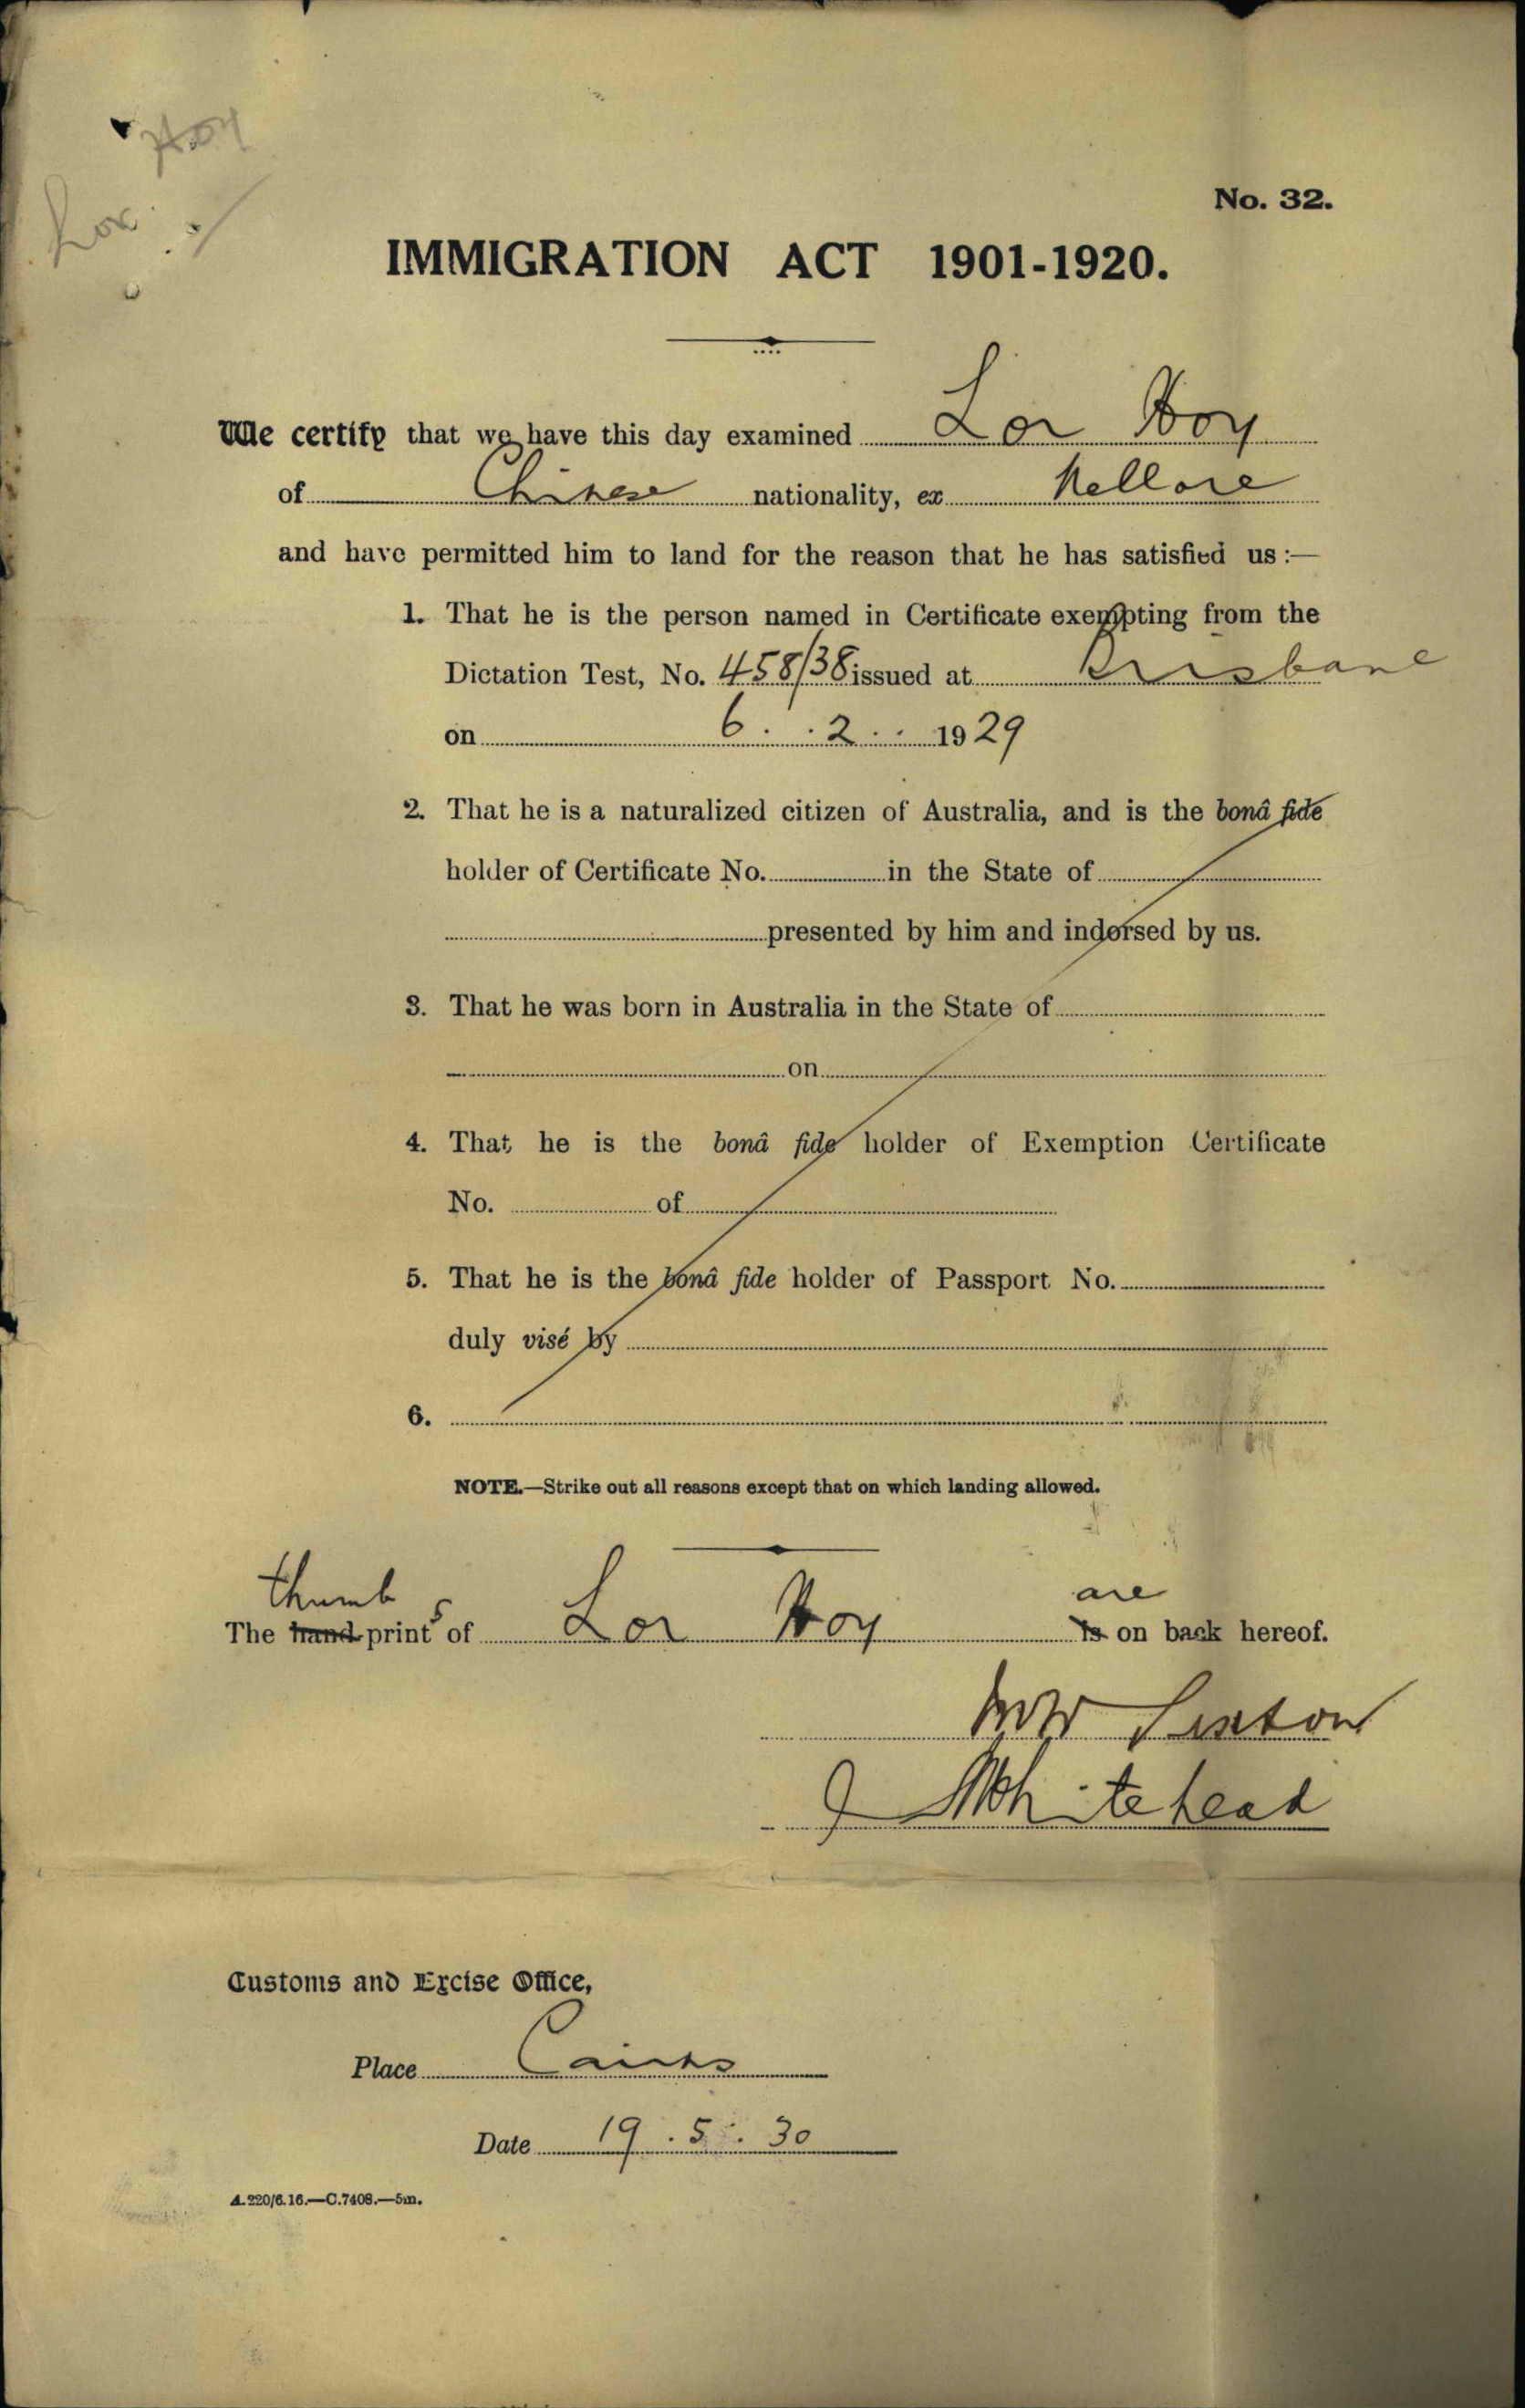 Hoy
Lor
No. 32.
IMMIGRATION ACT 1901-1920.
We certify that we have this day examined Lor Hoy
of Chinese nationality, ex Nellore
and have permitted him to land for the reason that he has satisfied us :—
1. That he is the person named in Certificate exempting from the
Dictation Test, No. 458/38 issued at Brisbane
on 6 . . 2 . . 1929
2. That he is a naturalized citizen of Australia, and is the bonâ fide
holder of Certificate No. in the State of
presented by him and indorsed by us.
3. That he was born in Australia in the State of
on
4. That he is the bonâ fide holder of Exemption Certificate
No. of
5. That he is the bonâ fide holder of Passport No.
duly visé by
6.
NOTE.—Strike out all reasons except that on which landing allowed.
thumb are
The hand prints of Lor Hoy is on back hereof.
Sexton
J Whitehead
Customs and Excise Office,
Place Cairns
Date 19 . 5 . 30
A.220/6.16.—C.7408.—5m.